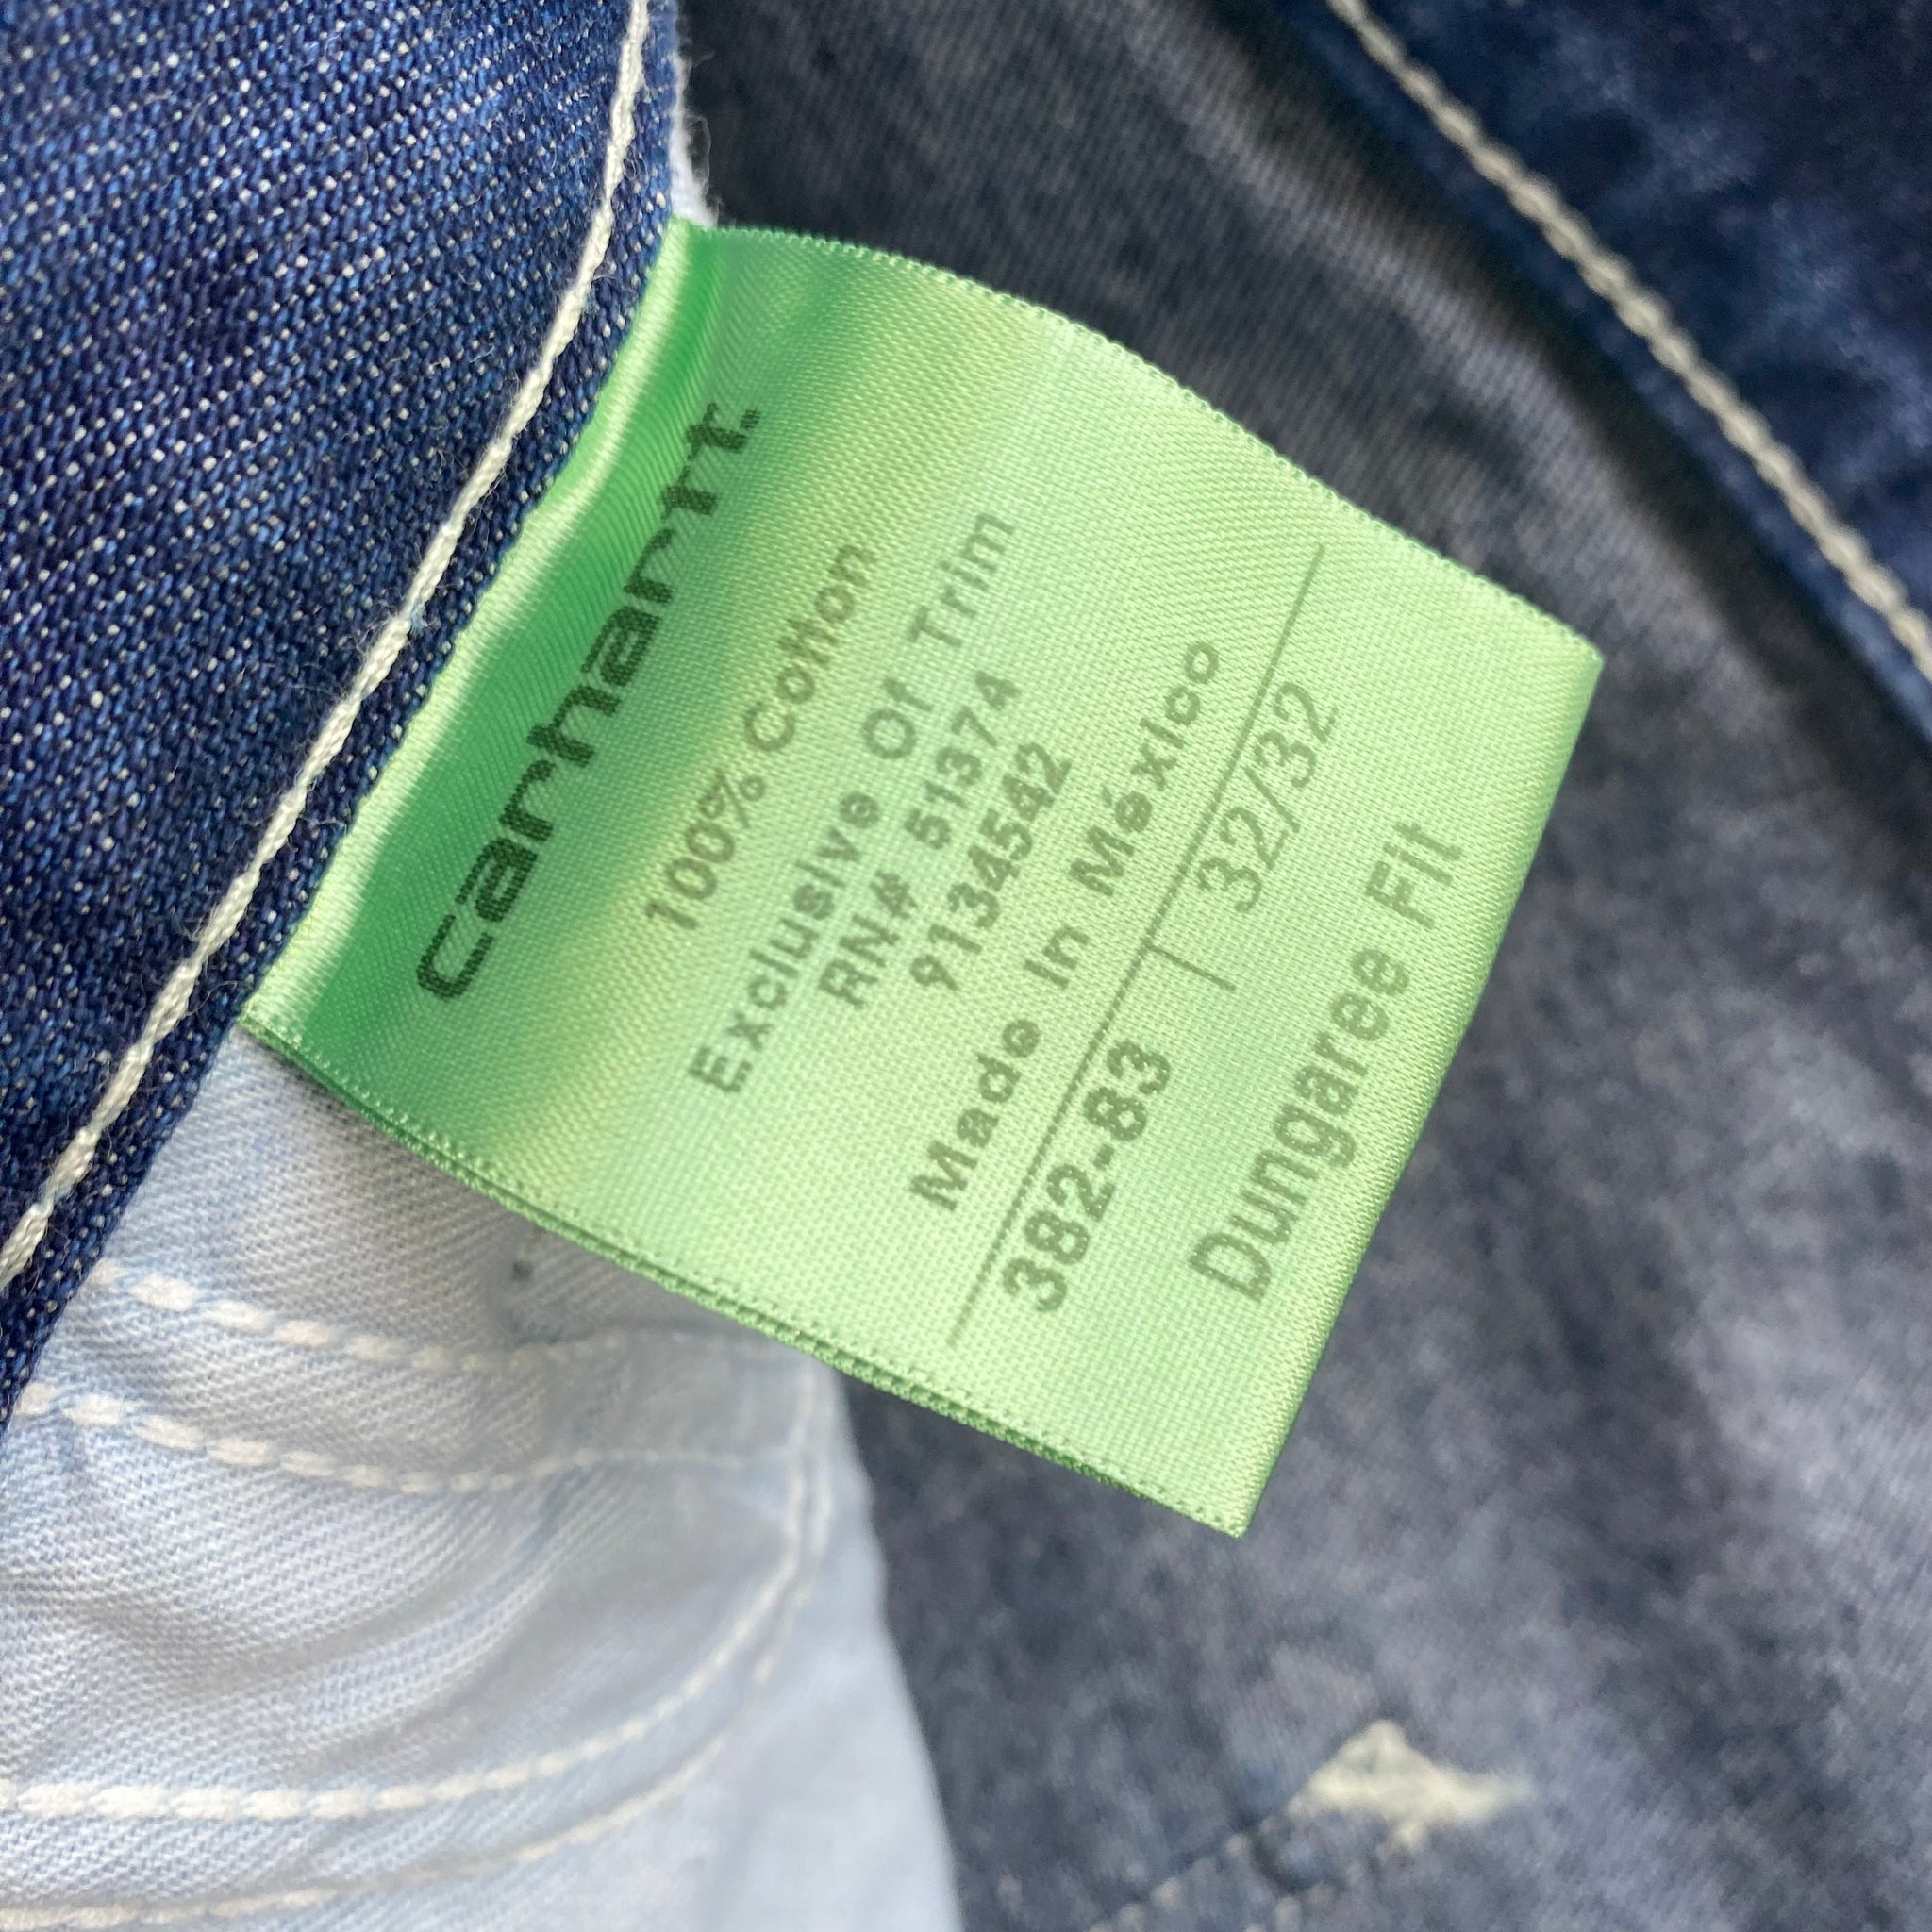 carhartt.
100% Cotton
Exclusive Of Trim
RN# 51374
9134542
Made In México
382-83 | 32/32
Dungaree Fit